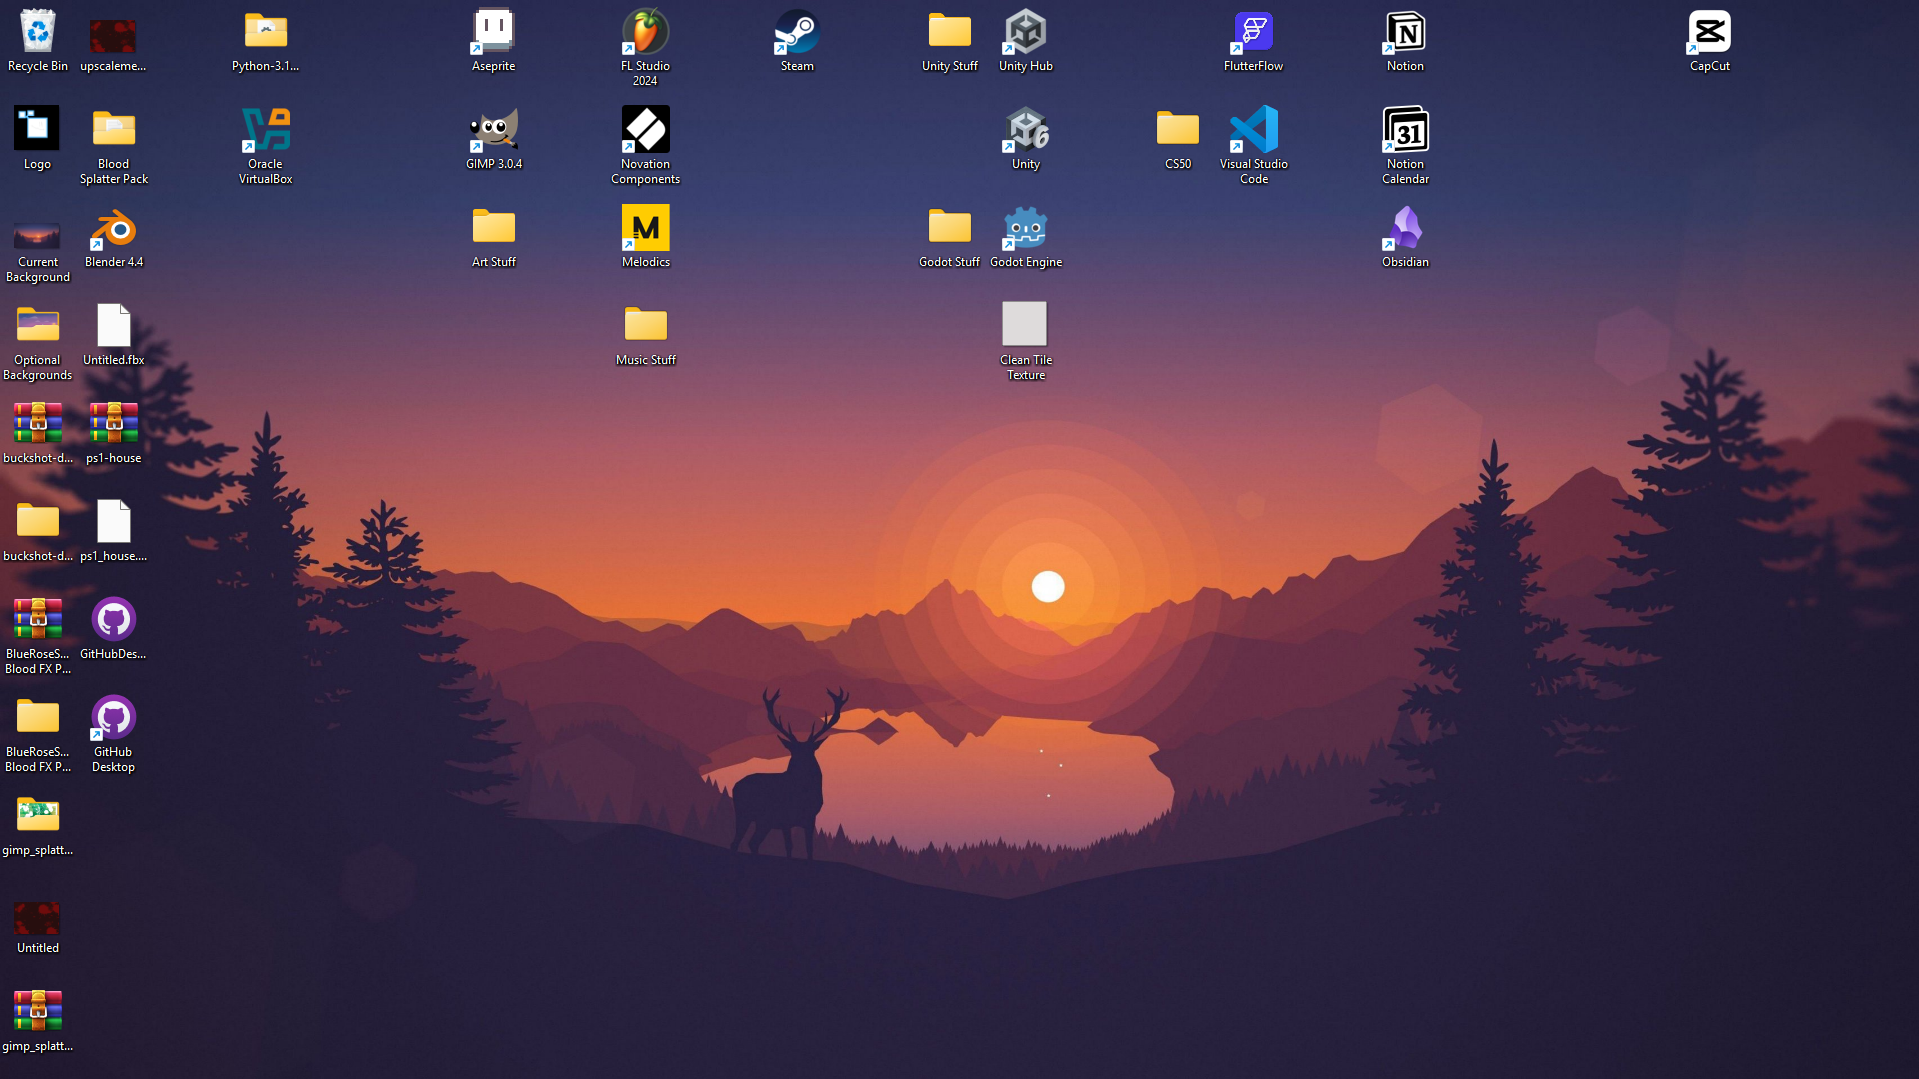 Recycle Bin
upscaleme...
Python-3.1...
Aseprite
FL Studio
2024
Steam
Unity Stuff
Unity Hub
FlutterFlow
Notion
CapCut
Logo
Blood
Splatter Pack
Oracle
VirtualBox
GIMP 3.0.4
Novation
Components
6
Unity
CS50
Visual Studio
Code
31
Notion
Calendar
Current
Background
Blender 4.4
Art Stuff
M
Melodics
Godot Stuff
Godot Engine
Obsidian
Optional
Backgrounds
Untitled.fbx
Music Stuff
Clean Tile
Texture
buckshot-d...
ps1-house
buckshot-d...
ps1_house....
BlueRoseS...
Blood FX P...
GitHubDes...
BlueRoseS...
Blood FX P...
GitHub
Desktop
gimp_splatt...
Untitled
gimp_splatt...